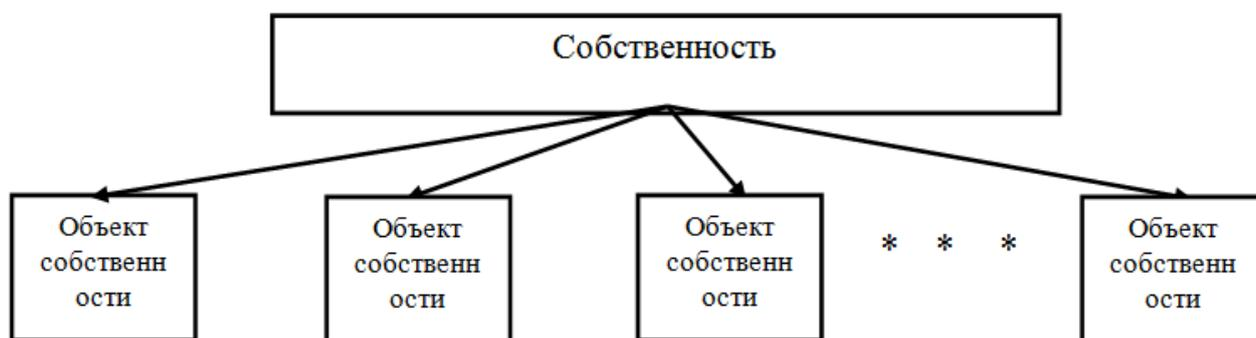 Собственность
Объект
собственн
ости
Объект
собственн
ости
Объект
собственн
ости
* * *
Объект
собственн
ости